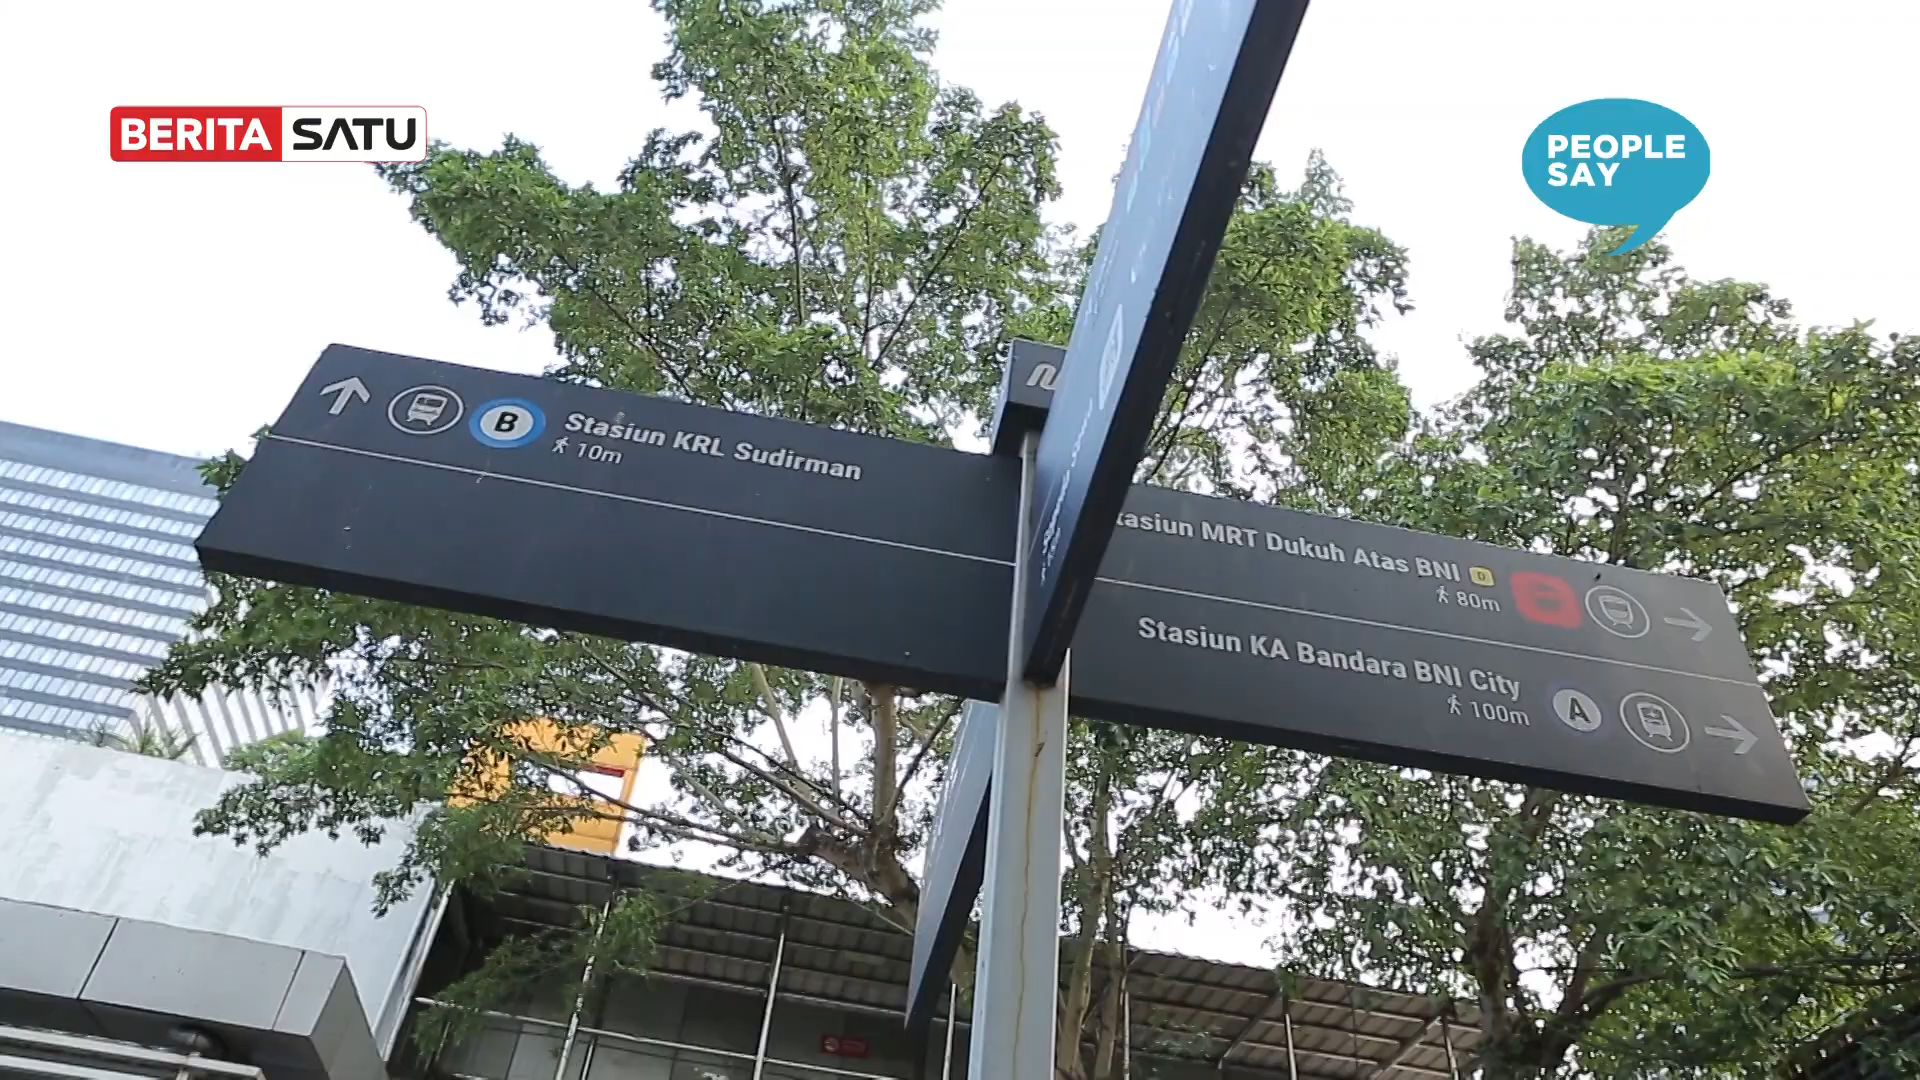 BERITA SATU
PEOPLE
SAY
B Stasiun KRL Sudirman
10m
tasiun MRT Dukuh Atas BNI D
80m
Stasiun KA Bandara BNI City
100m A